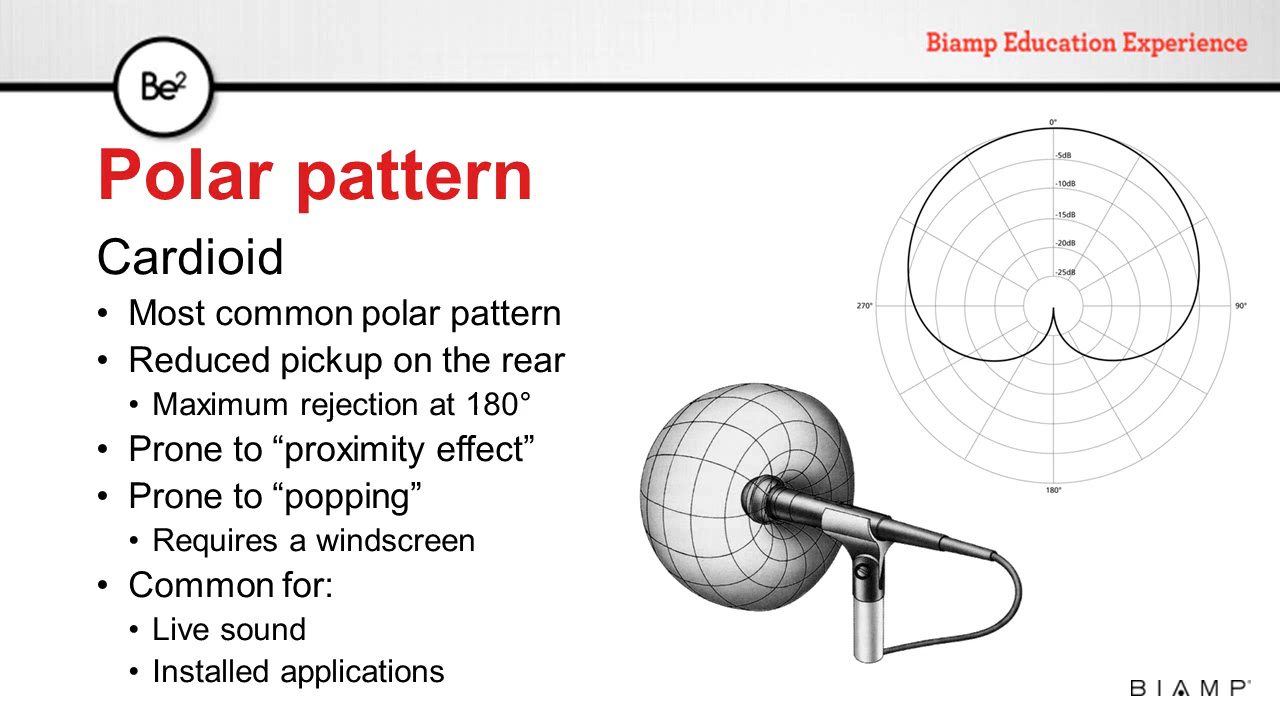 Biamp Education Experience
Be²
Polar pattern
Cardioid
• Most common polar pattern
• Reduced pickup on the rear
• Maximum rejection at 180°
• Prone to “proximity effect”
• Prone to “popping”
• Requires a windscreen
• Common for:
• Live sound
• Installed applications
0°
-5dB
-10dB
-15dB
-20dB
-25dB
270°
90°
180°
BIAMP®